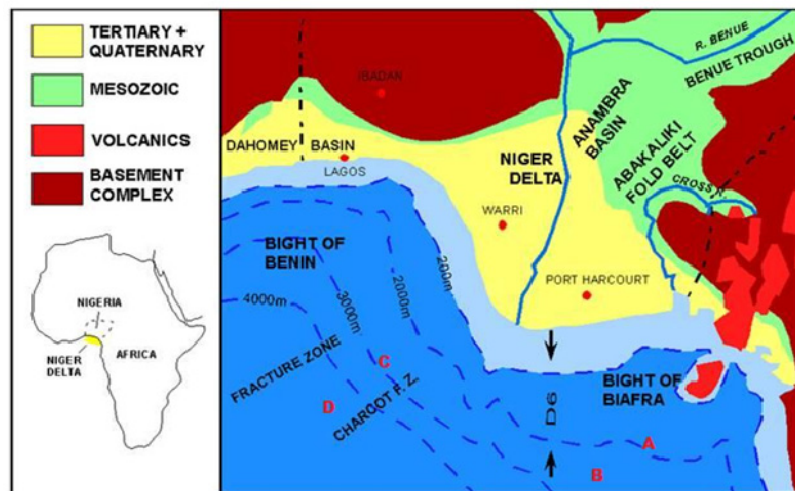 TERTIARY +
QUATERNARY
MESOZOIC
VOLCANICS
BASEMENT
COMPLEX
NIGERIA
NIGER
DELTA
AFRICA
R. BENUE
BENUE TROUGH
IBADAN
ANAMBRA
BASIN
ABAKALIKI
FOLD BELT
CROSS R.
DAHOMEY BASIN
LAGOS
NIGER
DELTA
WARRI
PORT HARCOURT
BIGHT OF
BENIN
200m
2000m
3000m
4000m
FRACTURE ZONE
CHARCOT F. Z.
C
D
D6
BIGHT OF
BIAFRA
A
B